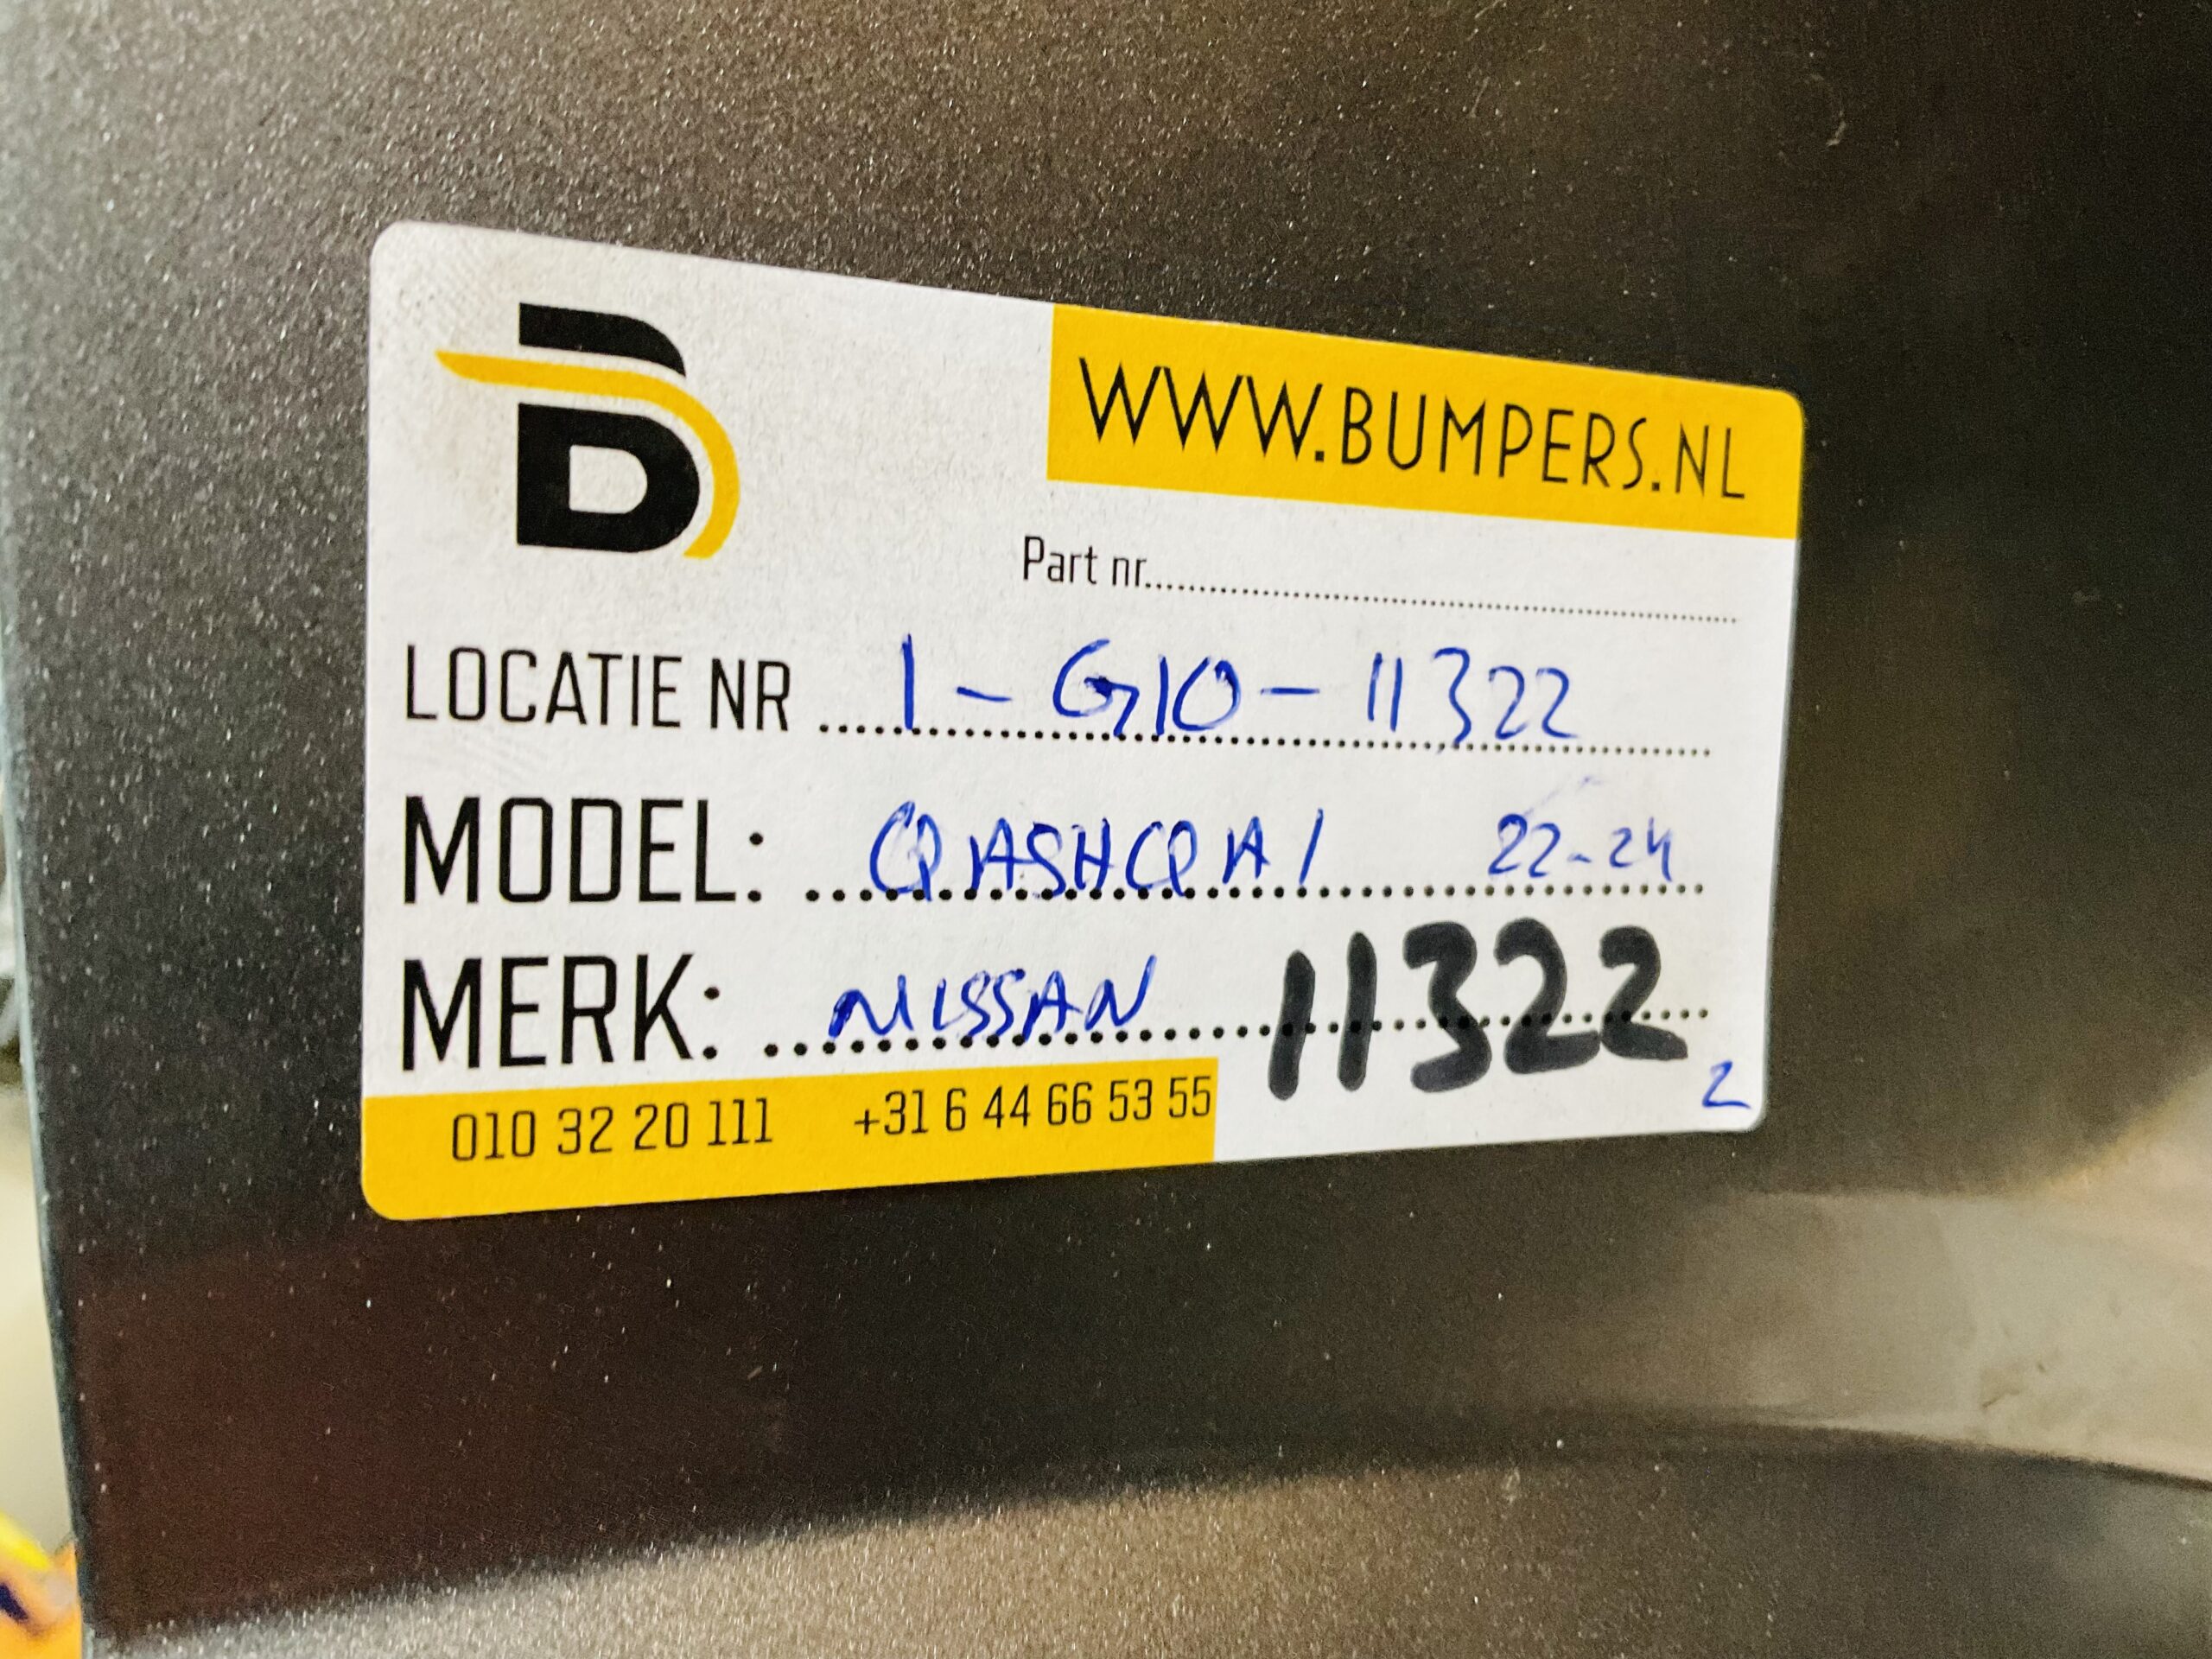 B
WWW.BUMPERS.NL
Part nr.......................................................
LOCATIE NR ..... 1 - G10 - 11322
MODEL: ..... QASHQAI 22-24
MERK: ..... NISSAN 11322
2
010 32 20 111 +31 6 44 66 53 55